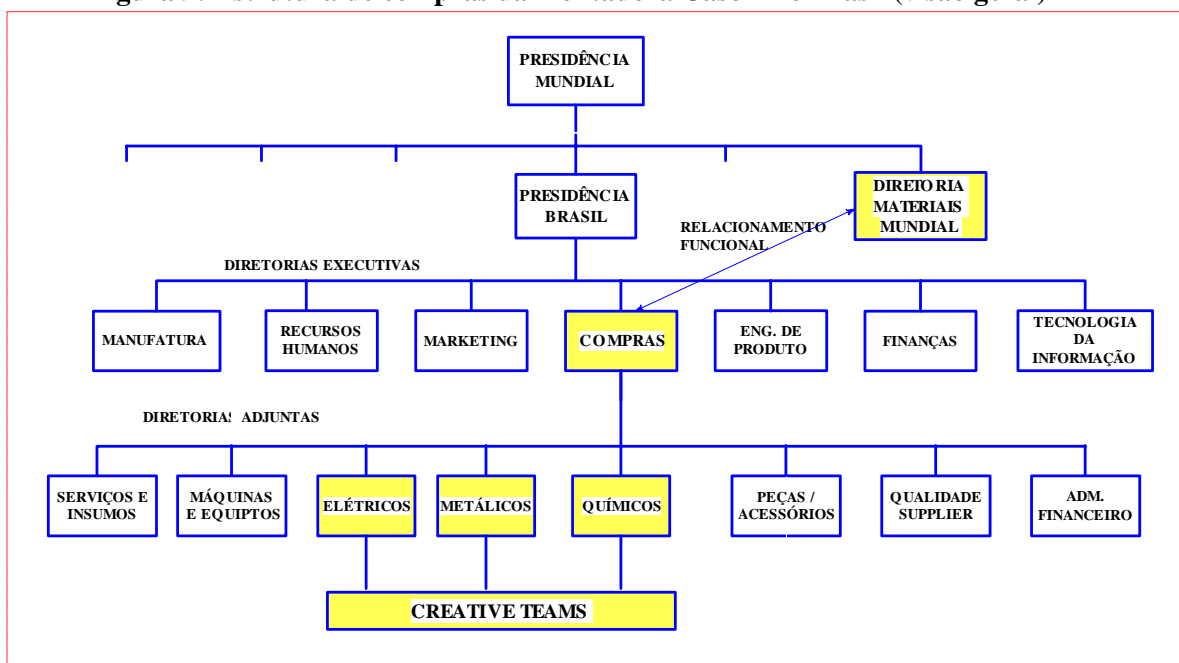 PRESIDÊNCIA
MUNDIAL
PRESIDÊNCIA
BRASIL
DIRETORIA
MATERIAIS
MUNDIAL
RELACIONAMENTO
FUNCIONAL
DIRETORIAS EXECUTIVAS
MANUFATURA
RECURSOS
HUMANOS
MARKETING
COMPRAS
ENG. DE
PRODUTO
FINANÇAS
TECNOLOGIA
DA
INFORMAÇÃO
DIRETORIAS ADJUNTAS
SERVIÇOS E
INSUMOS
MÁQUINAS
E EQUIPTOS
ELÉTRICOS
METÁLICOS
QUÍMICOS
PEÇAS /
ACESSÓRIOS
QUALIDADE
SUPPLIER
ADM.
FINANCEIRO
CREATIVE TEAMS